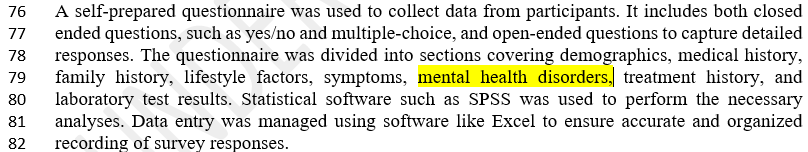 76 A self-prepared questionnaire was used to collect data from participants. It includes both closed
77 ended questions, such as yes/no and multiple-choice, and open-ended questions to capture detailed
78 responses. The questionnaire was divided into sections covering demographics, medical history,
79 family history, lifestyle factors, symptoms, mental health disorders, treatment history, and
80 laboratory test results. Statistical software such as SPSS was used to perform the necessary
81 analyses. Data entry was managed using software like Excel to ensure accurate and organized
82 recording of survey responses.